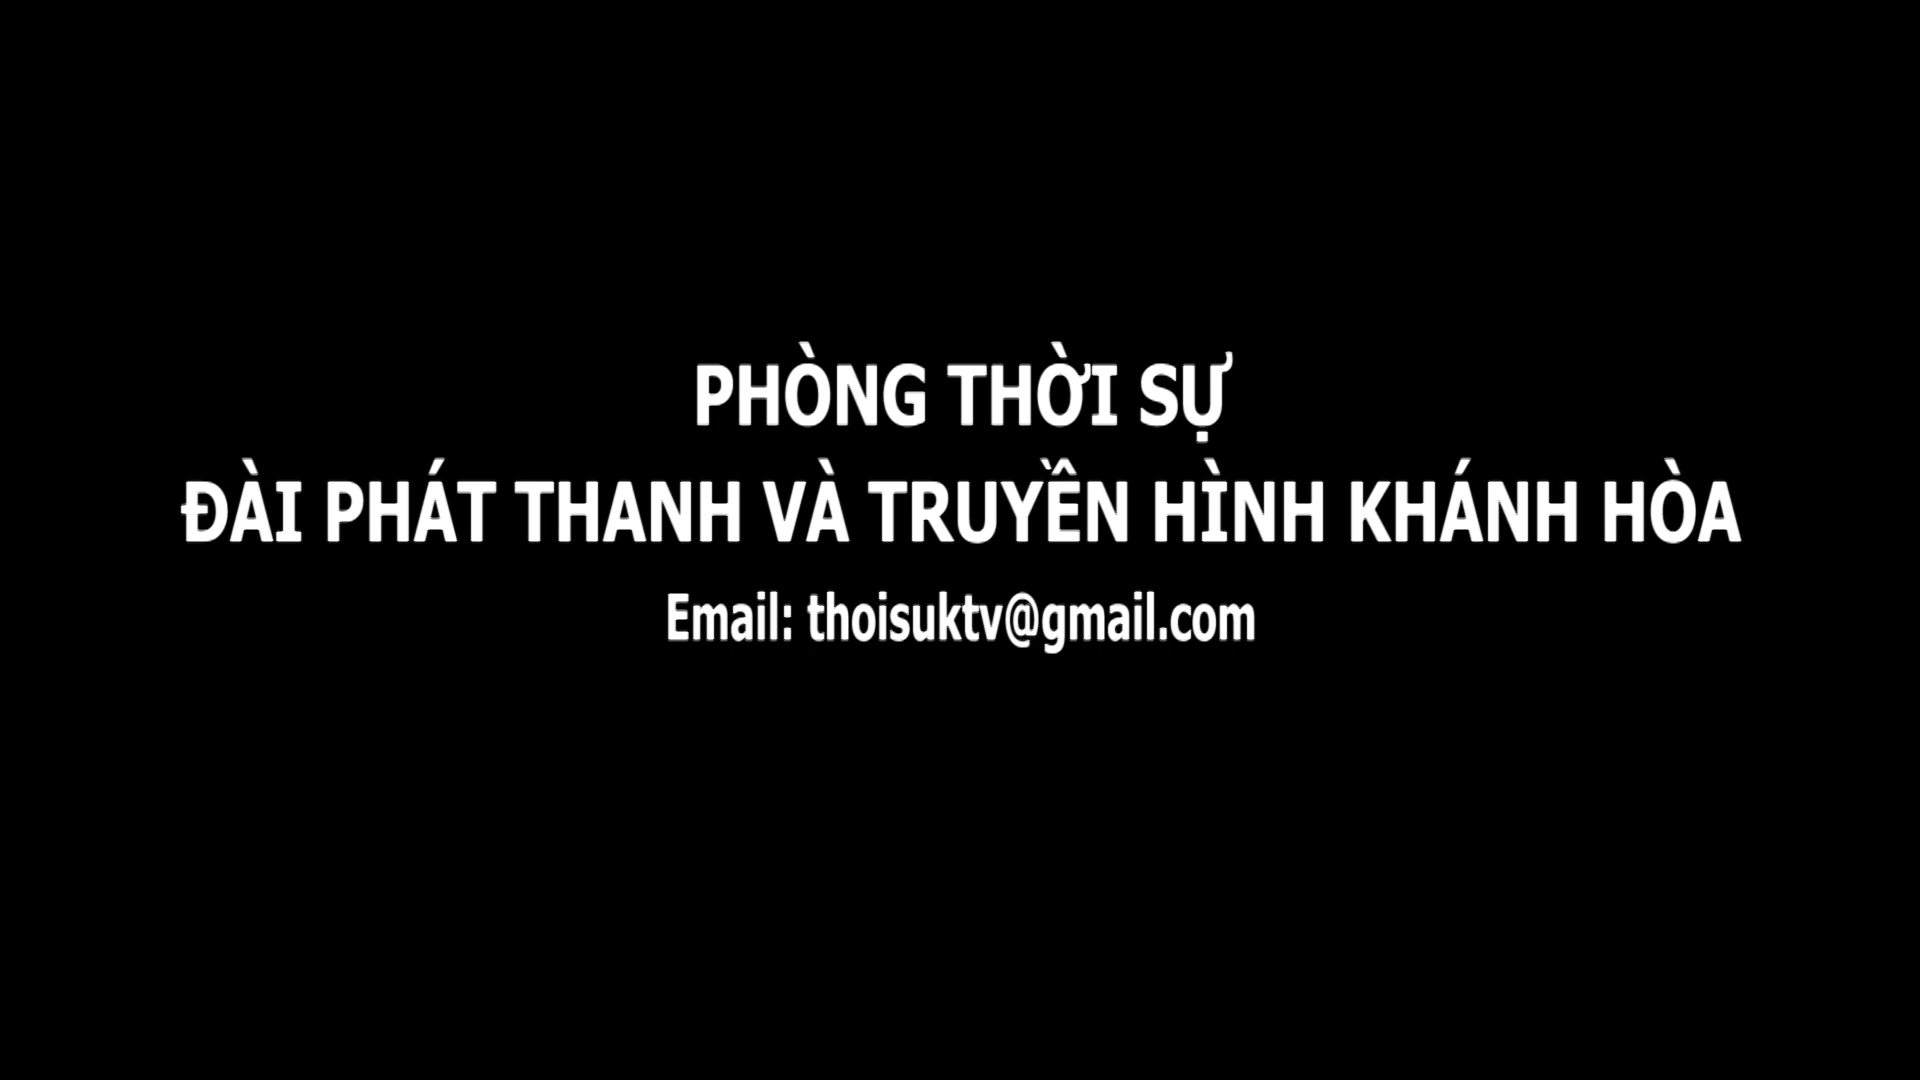 PHÒNG THỜI SỰ
ĐÀI PHÁT THANH VÀ TRUYỀN HÌNH KHÁNH HÒA
Email: thoisuktv@gmail.com